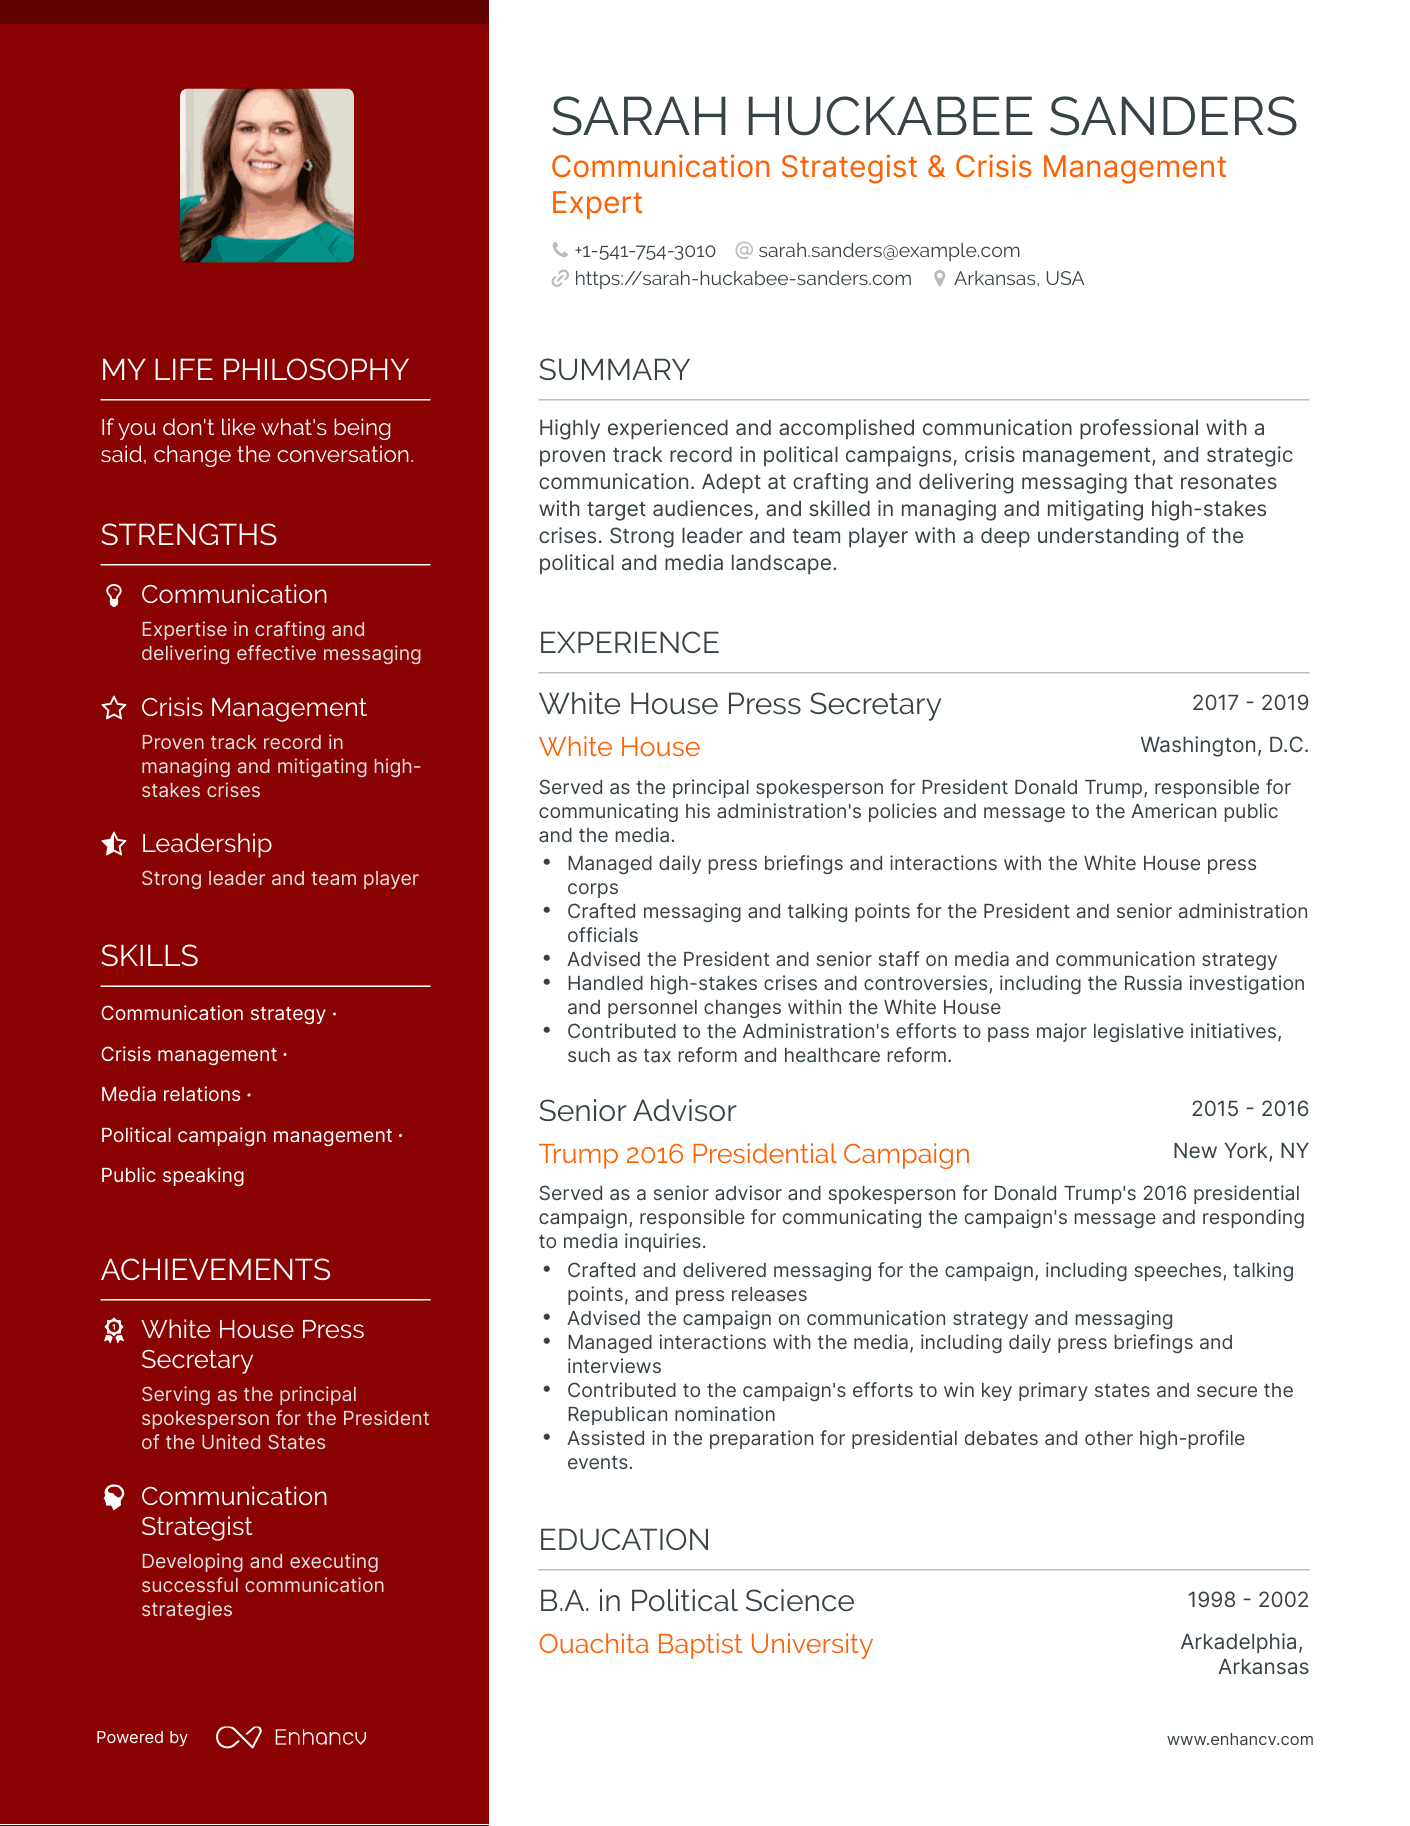 SARAH HUCKABEE SANDERS
Communication Strategist & Crisis Management
Expert
+1-541-754-3010 @ sarah.sanders@example.com
https://sarah-huckabee-sanders.com Arkansas, USA
MY LIFE PHILOSOPHY
If you don't like what's being
said, change the conversation.
STRENGTHS
Communication
Expertise in crafting and
delivering effective messaging
Crisis Management
Proven track record in
managing and mitigating high-
stakes crises
Leadership
Strong leader and team player
SKILLS
Communication strategy ·
Crisis management ·
Media relations ·
Political campaign management ·
Public speaking
ACHIEVEMENTS
White House Press
Secretary
Serving as the principal
spokesperson for the President
of the United States
Communication
Strategist
Developing and executing
successful communication
strategies
Powered by Enhancv
SUMMARY
Highly experienced and accomplished communication professional with a
proven track record in political campaigns, crisis management, and strategic
communication. Adept at crafting and delivering messaging that resonates
with target audiences, and skilled in managing and mitigating high-stakes
crises. Strong leader and team player with a deep understanding of the
political and media landscape.
EXPERIENCE
White House Press Secretary 2017 - 2019
White House Washington, D.C.
Served as the principal spokesperson for President Donald Trump, responsible for
communicating his administration's policies and message to the American public
and the media.
• Managed daily press briefings and interactions with the White House press
corps
• Crafted messaging and talking points for the President and senior administration
officials
• Advised the President and senior staff on media and communication strategy
• Handled high-stakes crises and controversies, including the Russia investigation
and personnel changes within the White House
• Contributed to the Administration's efforts to pass major legislative initiatives,
such as tax reform and healthcare reform.
Senior Advisor 2015 - 2016
Trump 2016 Presidential Campaign New York, NY
Served as a senior advisor and spokesperson for Donald Trump's 2016 presidential
campaign, responsible for communicating the campaign's message and responding
to media inquiries.
• Crafted and delivered messaging for the campaign, including speeches, talking
points, and press releases
• Advised the campaign on communication strategy and messaging
• Managed interactions with the media, including daily press briefings and
interviews
• Contributed to the campaign's efforts to win key primary states and secure the
Republican nomination
• Assisted in the preparation for presidential debates and other high-profile
events.
EDUCATION
B.A. in Political Science 1998 - 2002
Ouachita Baptist University Arkadelphia,
Arkansas
www.enhancv.com